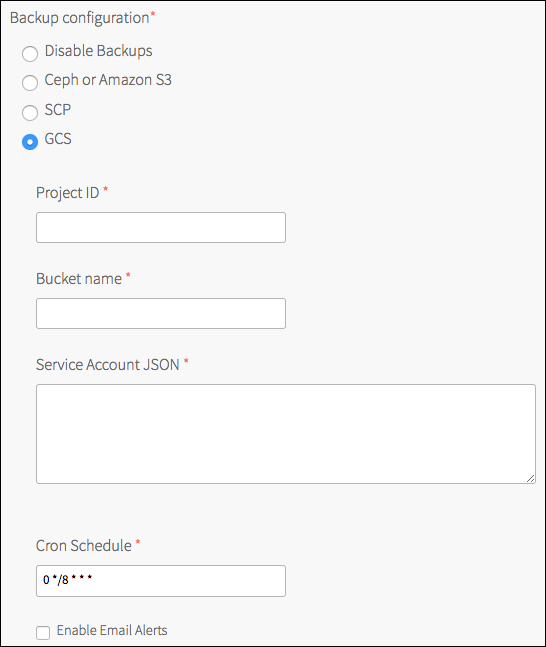 Backup configuration*
Disable Backups
Ceph or Amazon S3
SCP
GCS
Project ID *
Bucket name *
Service Account JSON *
Cron Schedule *
0 */8 * * *
Enable Email Alerts